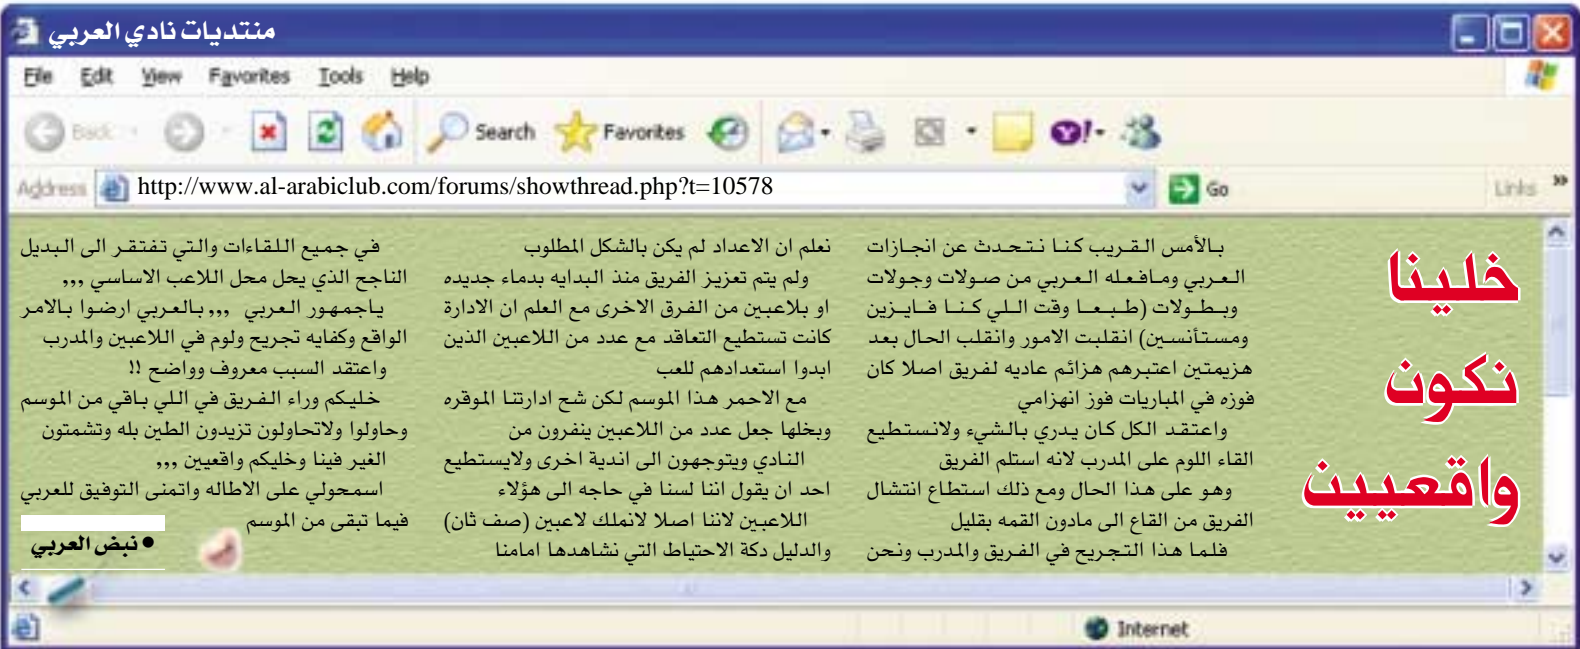 منتديات نادي العربي
File Edit View Favorites Tools Help
Back Search Favorites
Address http://www.al-arabiclub.com/forums/showthread.php?t=10578 Go Links
خلينا
نكون
واقعيين
بالأمس القريب كنا نتحدث عن انجازات
العربي ومافعله العربي من صولات وجولات
وبطولات (طبعا وقت اللي كنا فايزين
ومستأنسين) انقلبت الامور وانقلب الحال بعد
هزيمتين اعتبرهم هزائم عاديه لفريق اصلا كان
فوزه في المباريات فوز انهزامي
واعتقد الكل كان يدري بالشيء ولانستطيع
القاء اللوم على المدرب لانه استلم الفريق
وهو على هذا الحال ومع ذلك استطاع انتشال
الفريق من القاع الى مادون القمه بقليل
فلما هذا التجريح في الفريق والمدرب ونحن
نعلم ان الاعداد لم يكن بالشكل المطلوب
ولم يتم تعزيز الفريق منذ البدايه بدماء جديده
او بلاعبين من الفرق الاخرى مع العلم ان الادارة
كانت تستطيع التعاقد مع عدد من اللاعبين الذين
ابدوا استعدادهم للعب
مع الاحمر هذا الموسم لكن شح ادارتنا الموقره
وبخلها جعل عدد من اللاعبين ينفرون من
النادي ويتوجهون الى اندية اخرى ولايستطيع
احد ان يقول اننا لسنا في حاجه الى هؤلاء
اللاعبين لاننا اصلا لانملك لاعبين (صف ثان)
والدليل دكة الاحتياط التي نشاهدها امامنا
في جميع اللقاءات والتي تفتقر الى البديل
الناجح الذي يحل محل اللاعب الاساسي ,,,
ياجمهور العربي ,,, بالعربي ارضوا بالامر
الواقع وكفايه تجريح ولوم في اللاعبين والمدرب
واعتقد السبب معروف وواضح !!
خليكم وراء الفريق في اللي باقي من الموسم
وحاولوا ولاتحاولون تزيدون الطين بله وتشمتون
الغير فينا وخليكم واقعيين ,,,
اسمحولي على الاطاله واتمنى التوفيق للعربي
فيما تبقى من الموسم
● نبض العربي
Internet